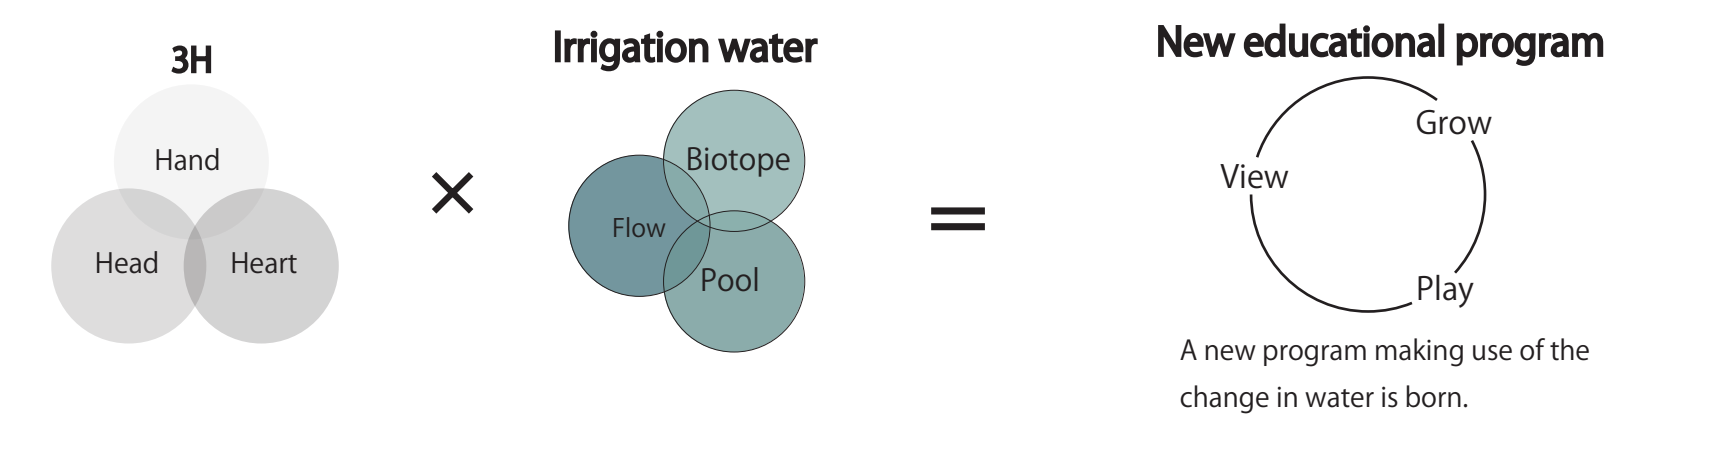 3H
Hand
Head
Heart
×
Irrigation water
Biotope
Flow
Pool
=
New educational program
Grow
View
Play
A new program making use of the
change in water is born.